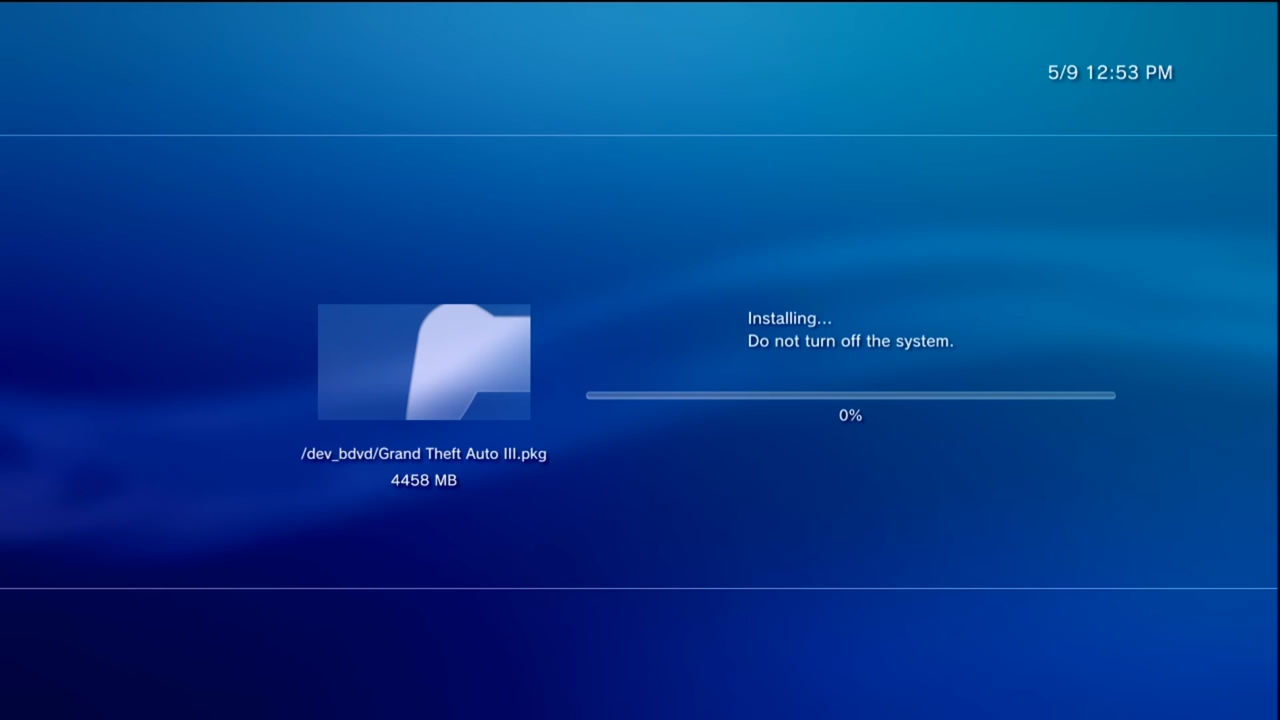 5/9 12:53 PM
Installing...
Do not turn off the system.
0%
/dev_bdvd/Grand Theft Auto III.pkg
4458 MB